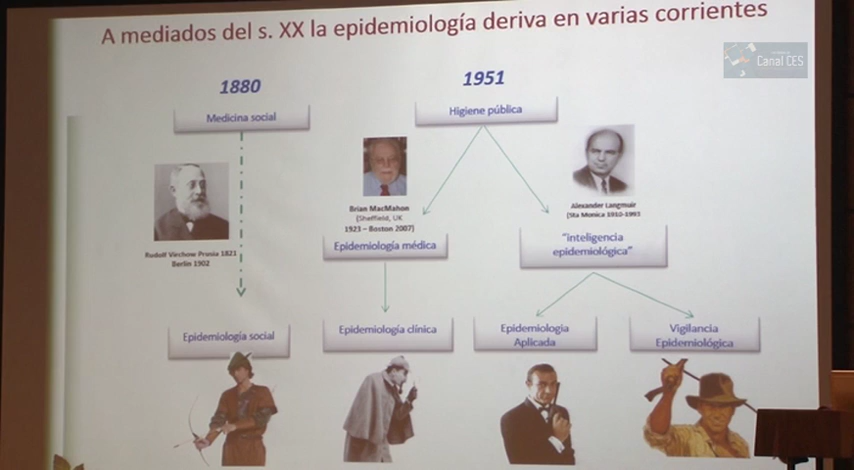 A mediados del s. XX la epidemiología deriva en varias corrientes
Canal CES
1880
1951
Medicina social
Higiene pública
Brian MacMahon
(Sheffield, UK
1923 – Boston 2007)
Alexander Langmuir
(Sta Monica 1910-1993
Rudolf Virchow Prusia 1821
Berlín 1902
Epidemiología médica
"inteligencia
epidemiológica"
Epidemiología social
Epidemiología clínica
Epidemiología
Aplicada
Vigilancia
Epidemiológica